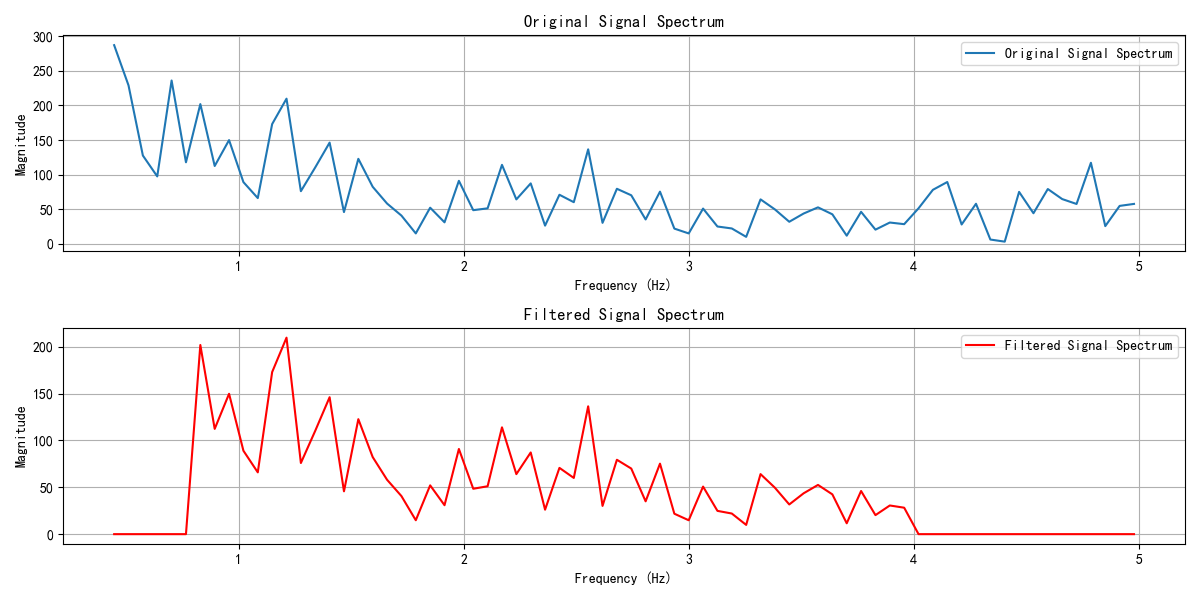 Original Signal Spectrum
Original Signal Spectrum
300
250
200
150
100
50
0
Magnitude
1 2 3 4 5
Frequency (Hz)
Filtered Signal Spectrum
Filtered Signal Spectrum
200
150
100
50
0
Magnitude
1 2 3 4 5
Frequency (Hz)